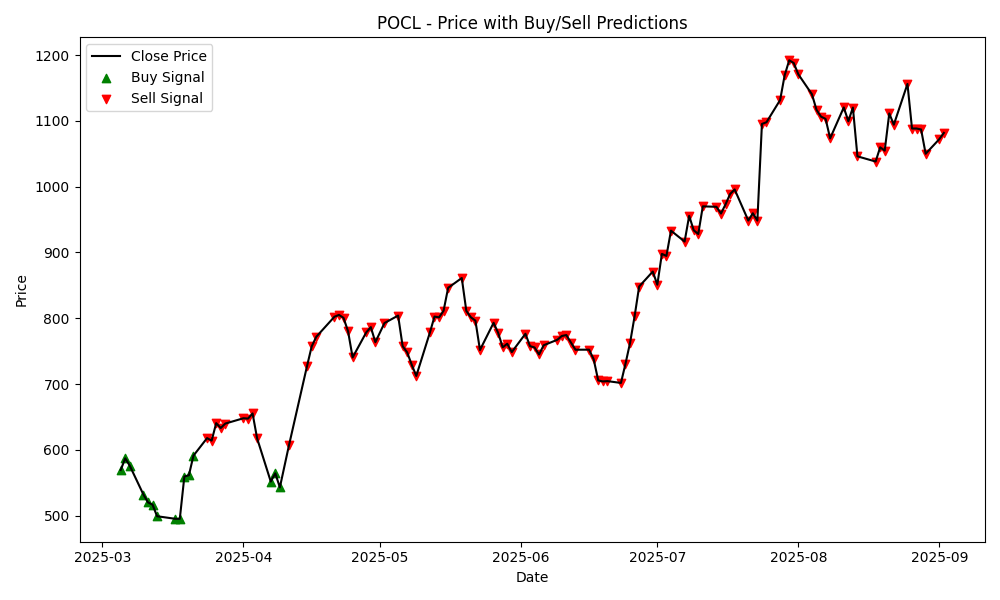 POCL - Price with Buy/Sell Predictions
Close Price
Buy Signal
Sell Signal
Price
1200
1100
1000
900
800
700
600
500
2025-03
2025-04
2025-05
2025-06
2025-07
2025-08
2025-09
Date